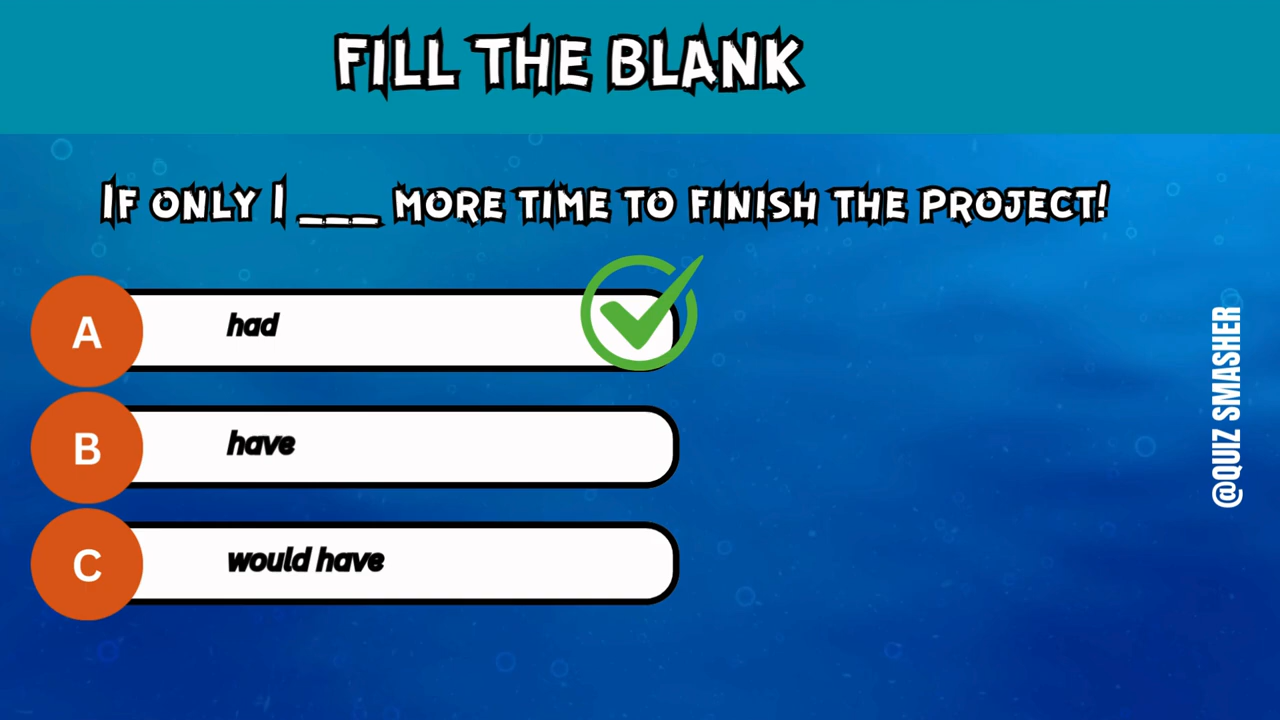 FILL THE BLANK
IF ONLY I ___ MORE TIME TO FINISH THE PROJECT!
A had
B have
C would have
@QUIZ SMASHER